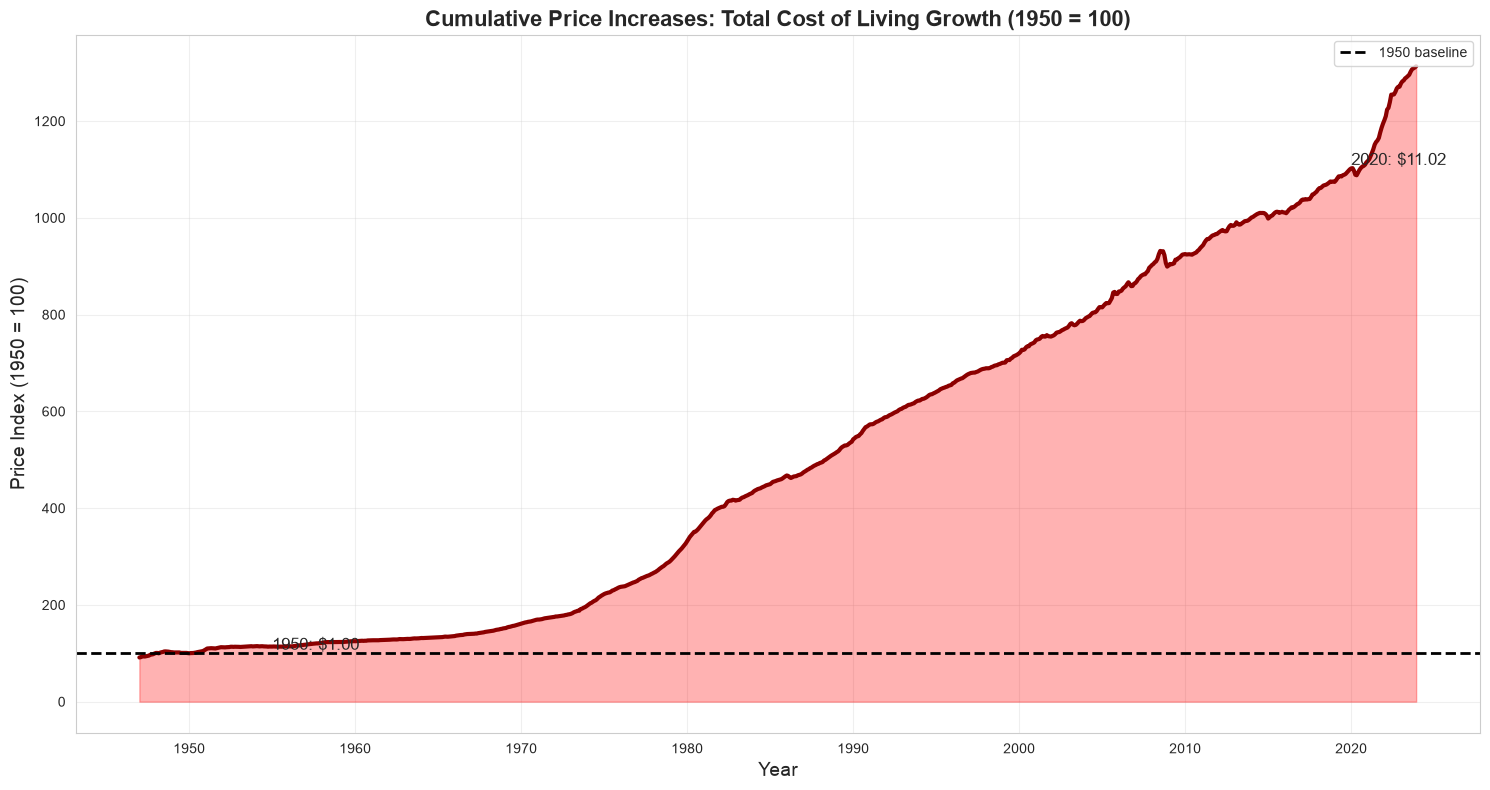 Cumulative Price Increases: Total Cost of Living Growth (1950 = 100)
1950 baseline
Price Index (1950 = 100)
1200
1000
800
600
400
200
0
2020: $11.02
1950: $1.00
1950 1960 1970 1980 1990 2000 2010 2020
Year